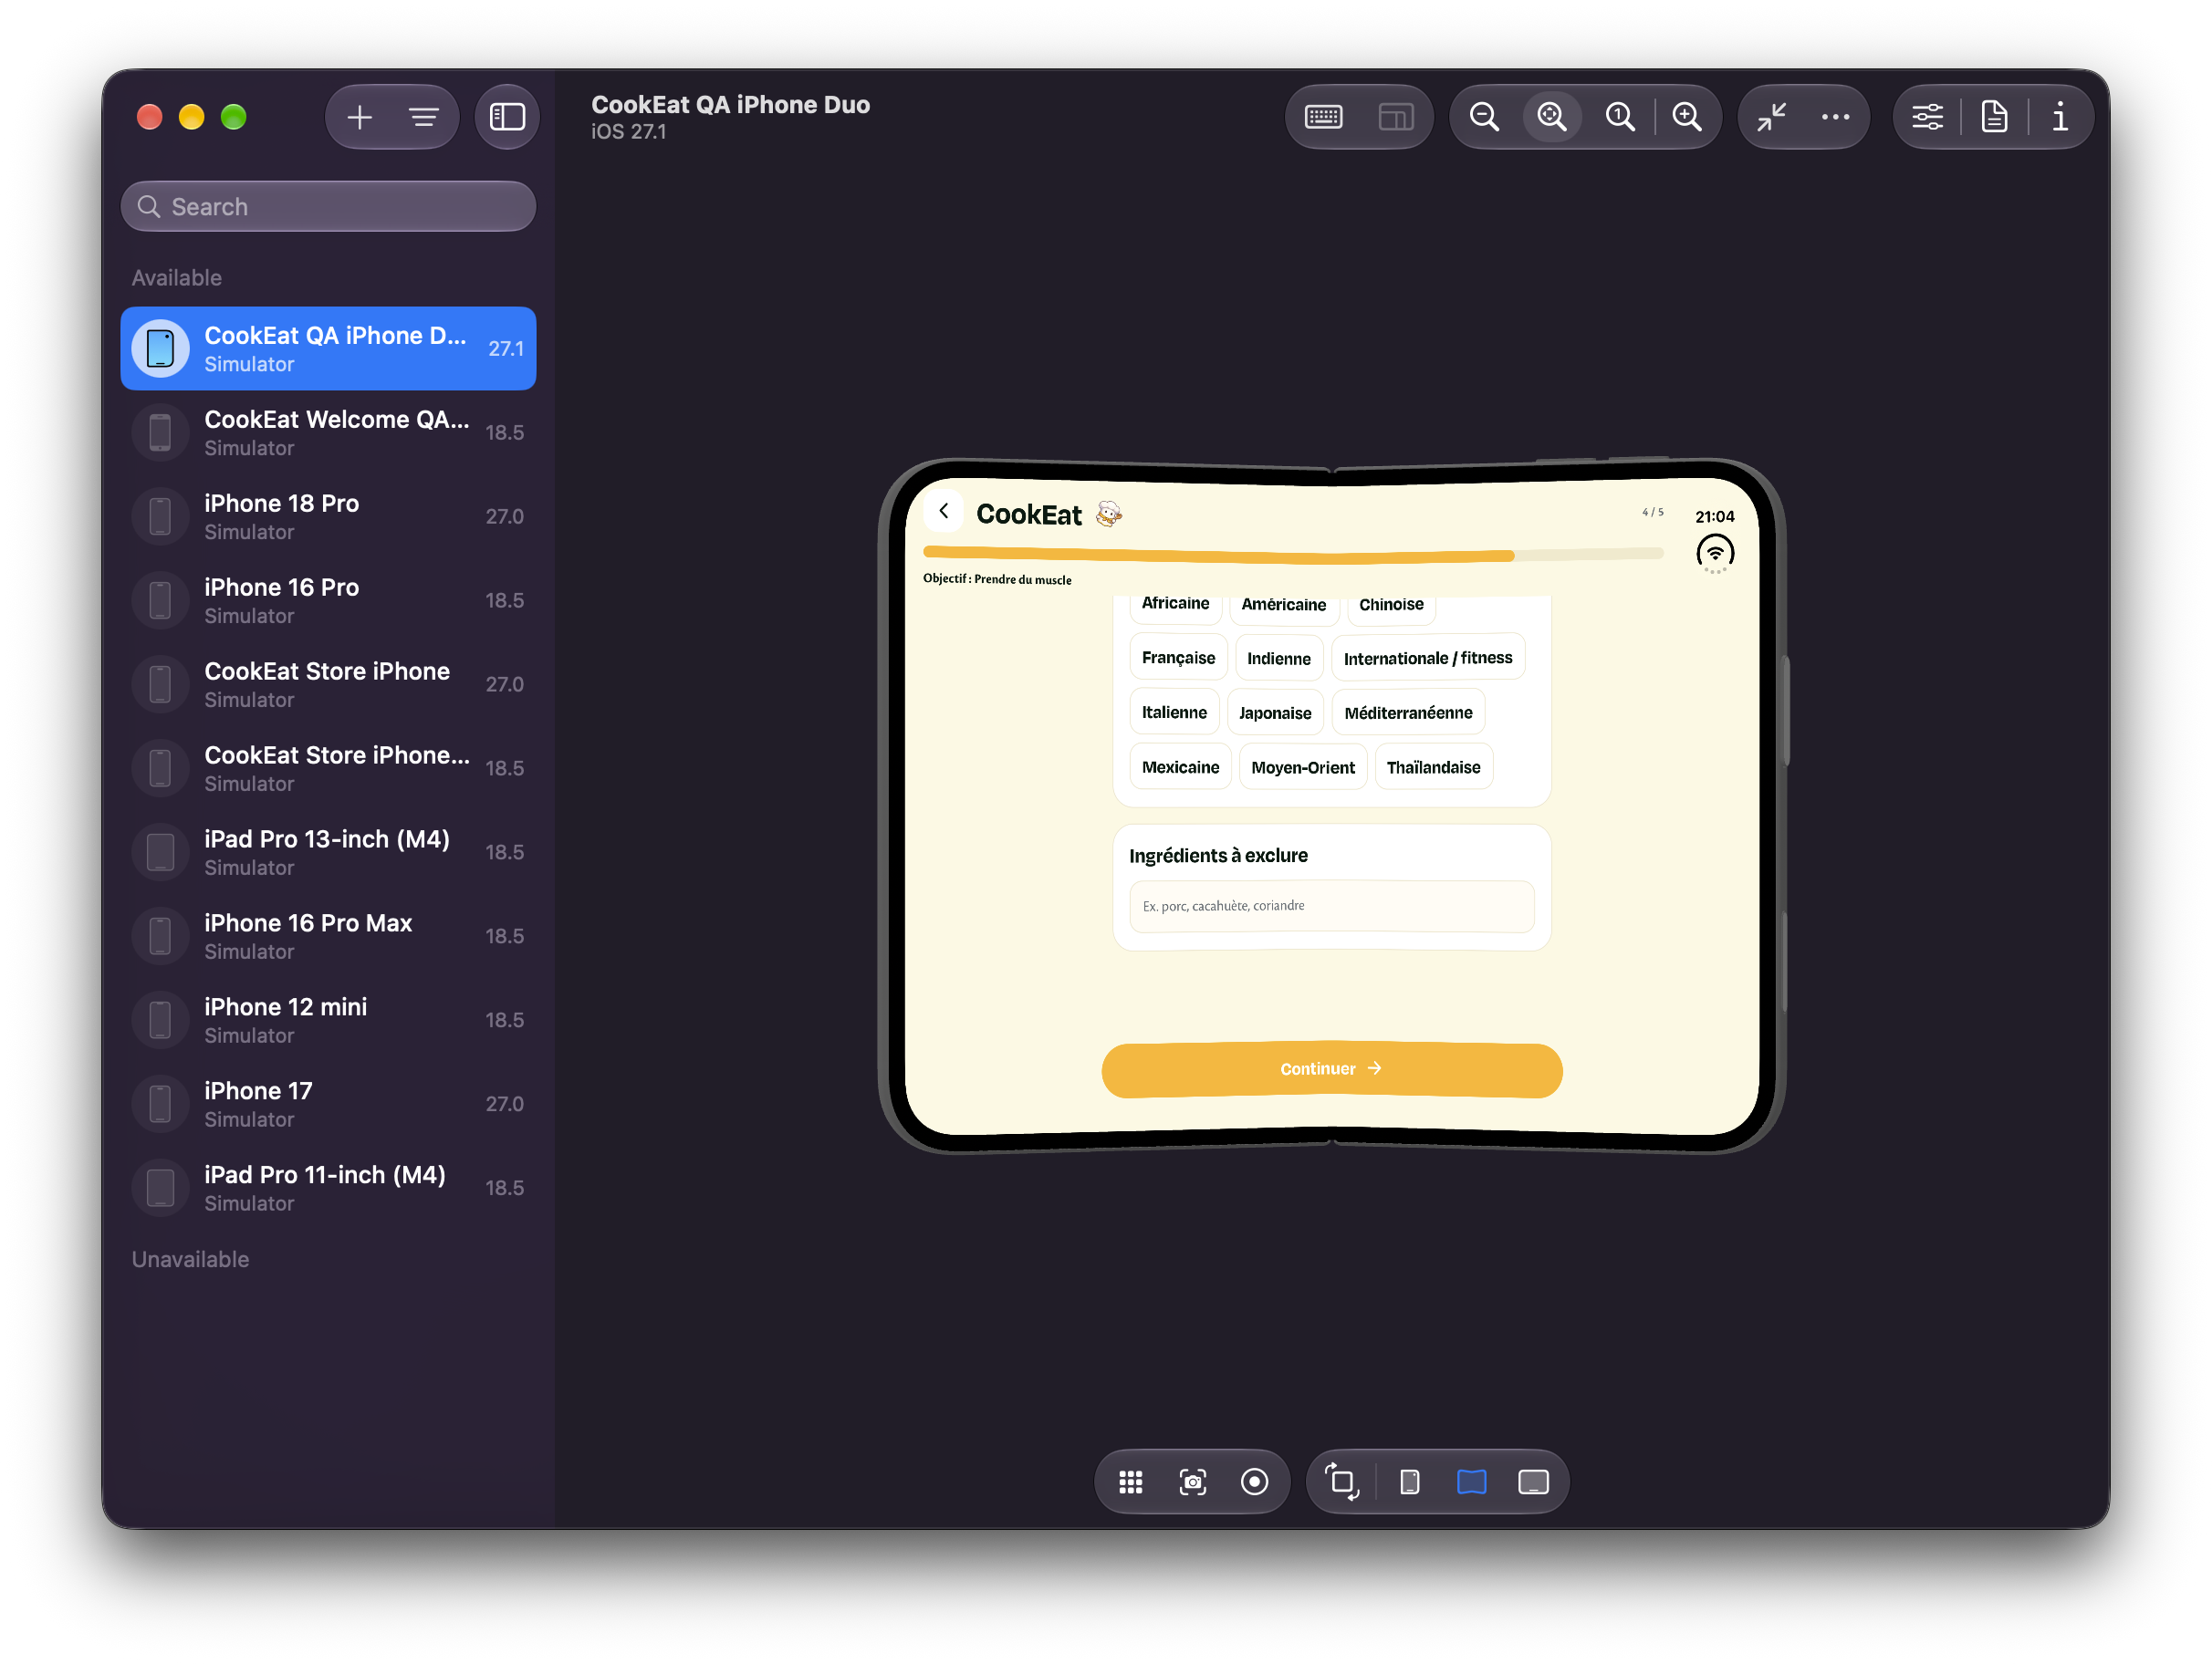 CookEat QA iPhone Duo
iOS 27.1
Search
Available
CookEat QA iPhone D...
Simulator
27.1
CookEat Welcome QA...
Simulator
18.5
iPhone 18 Pro
Simulator
27.0
iPhone 16 Pro
Simulator
18.5
CookEat Store iPhone
Simulator
27.0
CookEat Store iPhone...
Simulator
18.5
iPad Pro 13-inch (M4)
Simulator
18.5
iPhone 16 Pro Max
Simulator
18.5
iPhone 12 mini
Simulator
18.5
iPhone 17
Simulator
27.0
iPad Pro 11-inch (M4)
Simulator
18.5
Unavailable
CookEat
4 / 5
21:04
Objectif : Prendre du muscle
Africaine
Américaine
Chinoise
Française
Indienne
Internationale / fitness
Italienne
Japonaise
Méditerranéenne
Mexicaine
Moyen-Orient
Thaïlandaise
Ingrédients à exclure
Ex. porc, cacahuète, coriandre
Continuer →